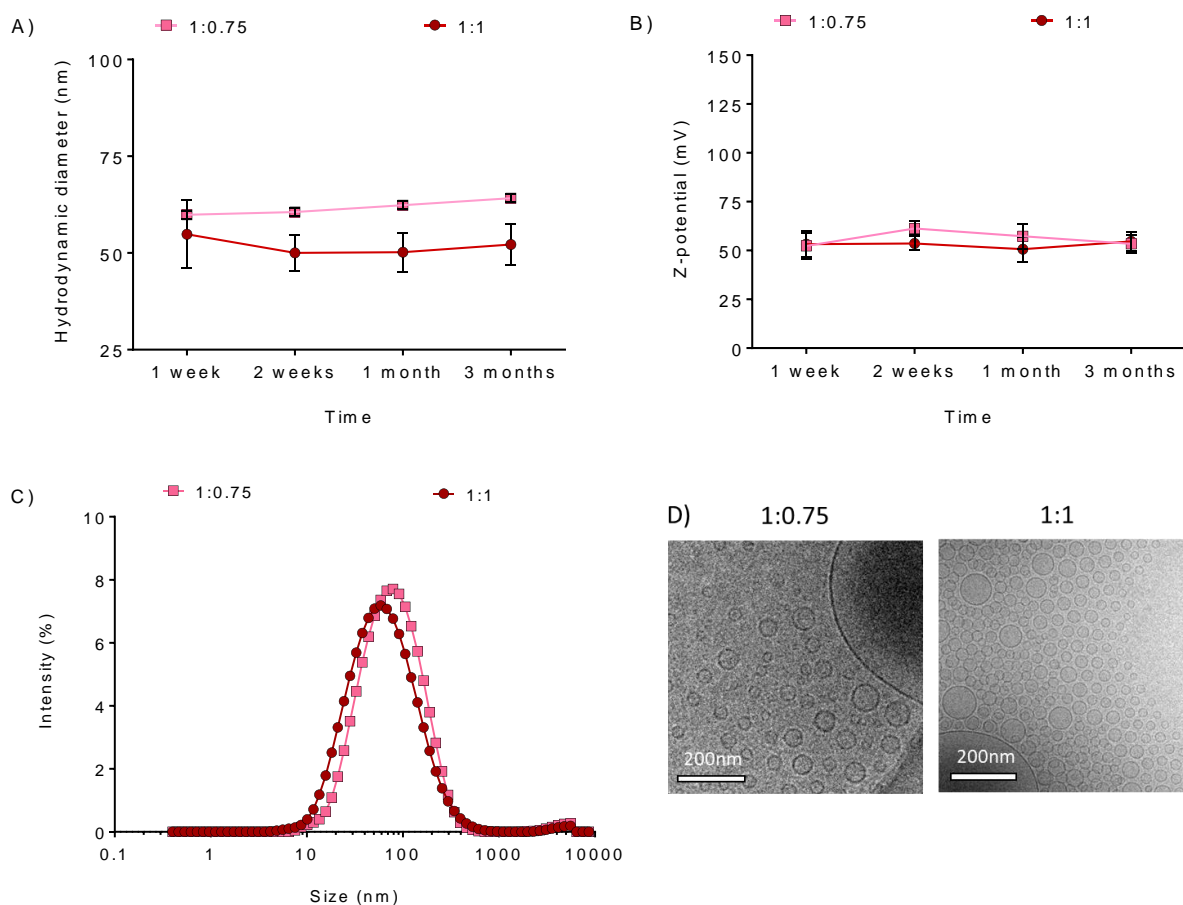 A)
1:0.75
1:1
100
75
50
25
Hydrodynamic diameter (nm)
1 week
2 weeks
1 month
3 months
Time
B)
1:0.75
1:1
150
125
100
75
50
25
0
Z-potential (mV)
1 week
2 weeks
1 month
3 months
Time
C)
1:0.75
1:1
10
8
6
4
2
0
Intensity (%)
0.1
1
10
100
1000
10000
Size (nm)
D)
1:0.75
1:1
200nm
200nm